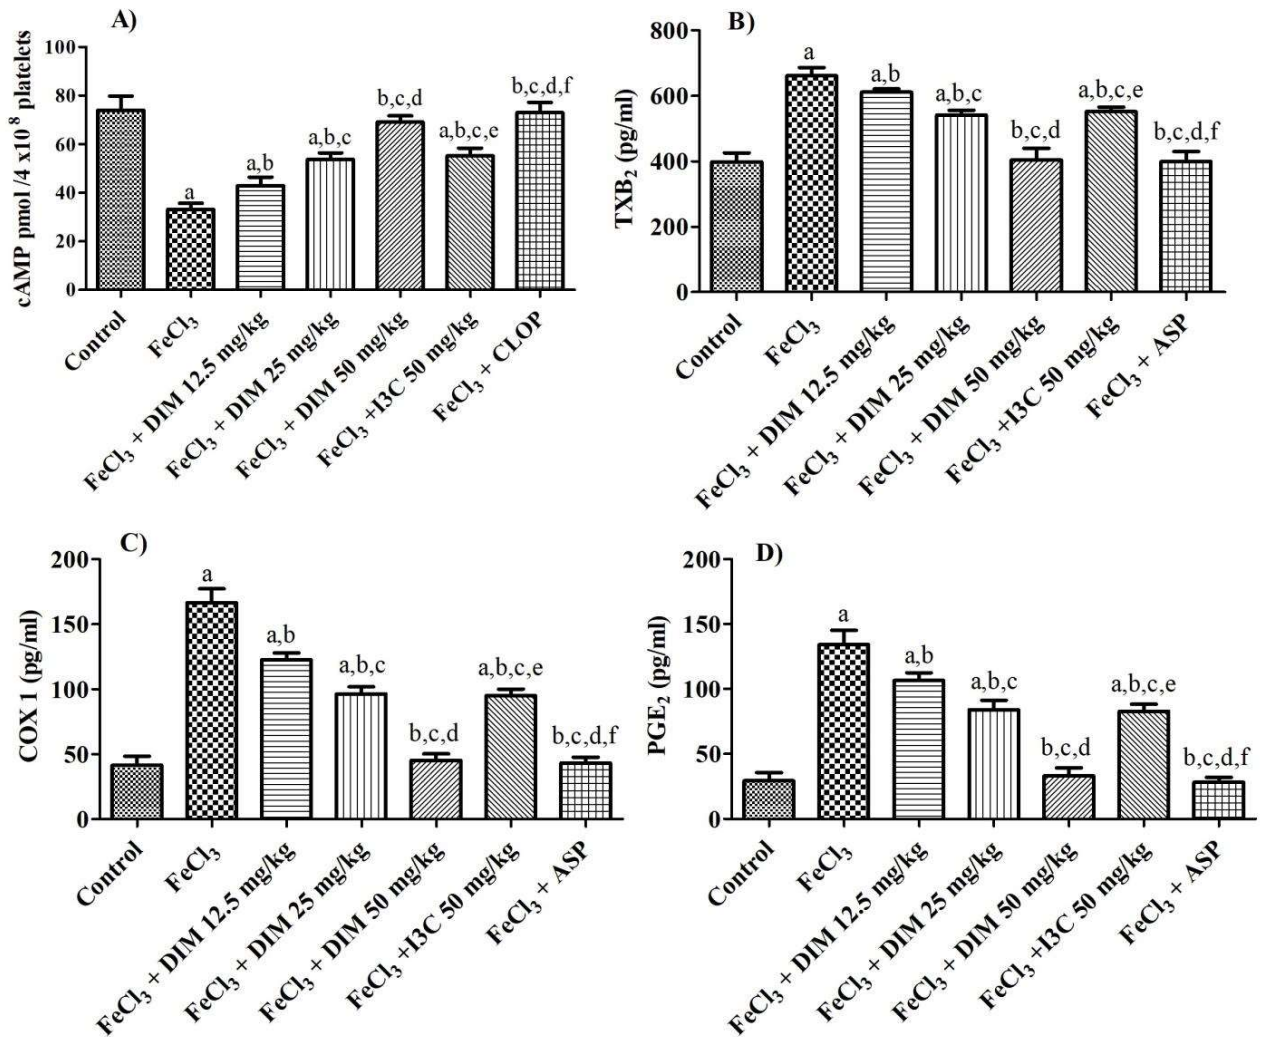 A)
cAMP pmol /4 x10⁸ platelets
100
80
60
40
20
0
a
a,b
a,b,c
b,c,d
a,b,c,e
b,c,d,f
Control
FeCl₃
FeCl₃ + DIM 12.5 mg/kg
FeCl₃ + DIM 25 mg/kg
FeCl₃ + DIM 50 mg/kg
FeCl₃ +I3C 50 mg/kg
FeCl₃ + CLOP
B)
TXB₂ (pg/ml)
800
600
400
200
0
a
a,b
a,b,c
b,c,d
a,b,c,e
b,c,d,f
Control
FeCl₃
FeCl₃ + DIM 12.5 mg/kg
FeCl₃ + DIM 25 mg/kg
FeCl₃ + DIM 50 mg/kg
FeCl₃ +I3C 50 mg/kg
FeCl₃ + ASP
C)
COX 1 (pg/ml)
200
150
100
50
0
a
a,b
a,b,c
b,c,d
a,b,c,e
b,c,d,f
Control
FeCl₃
FeCl₃ + DIM 12.5 mg/kg
FeCl₃ + DIM 25 mg/kg
FeCl₃ + DIM 50 mg/kg
FeCl₃ +I3C 50 mg/kg
FeCl₃ + ASP
D)
PGE₂ (pg/ml)
200
150
100
50
0
a
a,b
a,b,c
b,c,d
a,b,c,e
b,c,d,f
Control
FeCl₃
FeCl₃ + DIM 12.5 mg/kg
FeCl₃ + DIM 25 mg/kg
FeCl₃ + DIM 50 mg/kg
FeCl₃ +I3C 50 mg/kg
FeCl₃ + ASP